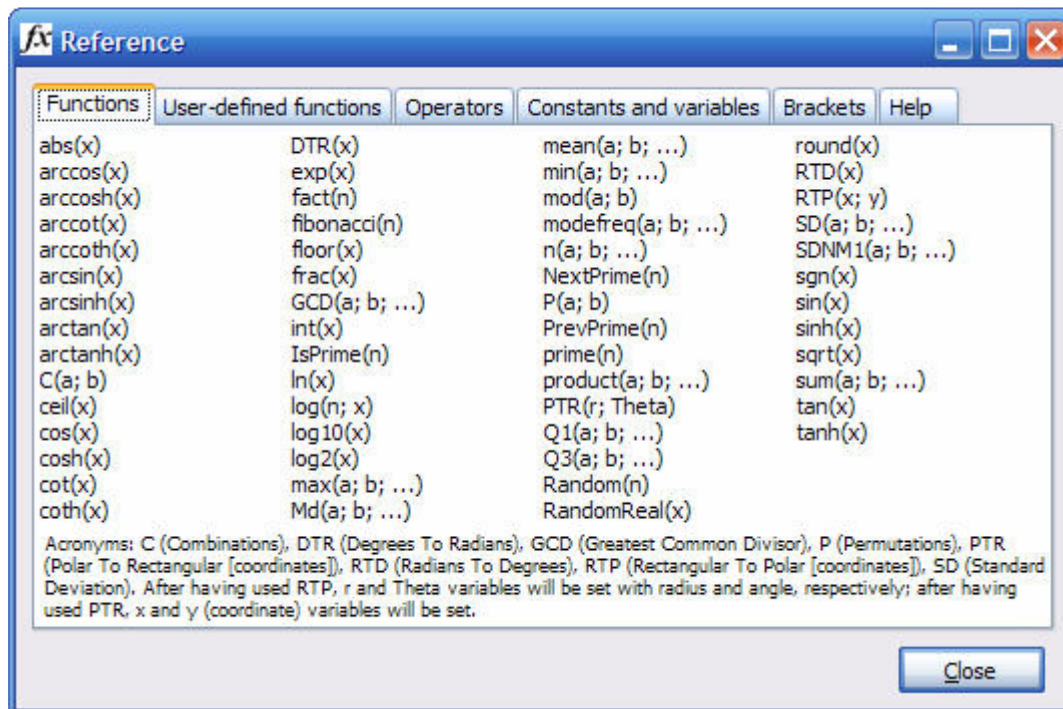 fx Reference
Functions User-defined functions Operators Constants and variables Brackets Help
abs(x) DTR(x) mean(a; b; ...) round(x)
arccos(x) exp(x) min(a; b; ...) RTD(x)
arccosh(x) fact(n) mod(a; b) RTP(x; y)
arccot(x) fibonacci(n) modefreq(a; b; ...) SD(a; b; ...)
arccoth(x) floor(x) n(a; b; ...) SDNM1(a; b; ...)
arcsin(x) frac(x) NextPrime(n) sgn(x)
arcsinh(x) GCD(a; b; ...) P(a; b) sin(x)
arctan(x) int(x) PrevPrime(n) sinh(x)
arctanh(x) IsPrime(n) prime(n) sqrt(x)
C(a; b) ln(x) product(a; b; ...) sum(a; b; ...)
ceil(x) log(n; x) PTR(r; Theta) tan(x)
cos(x) log10(x) Q1(a; b; ...) tanh(x)
cosh(x) log2(x) Q3(a; b; ...)
cot(x) max(a; b; ...) Random(n)
coth(x) Md(a; b; ...) RandomReal(x)
Acronyms: C (Combinations), DTR (Degrees To Radians), GCD (Greatest Common Divisor), P (Permutations), PTR
(Polar To Rectangular [coordinates]), RTD (Radians To Degrees), RTP (Rectangular To Polar [coordinates]), SD (Standard
Deviation). After having used RTP, r and Theta variables will be set with radius and angle, respectively; after having
used PTR, x and y (coordinate) variables will be set.
Close